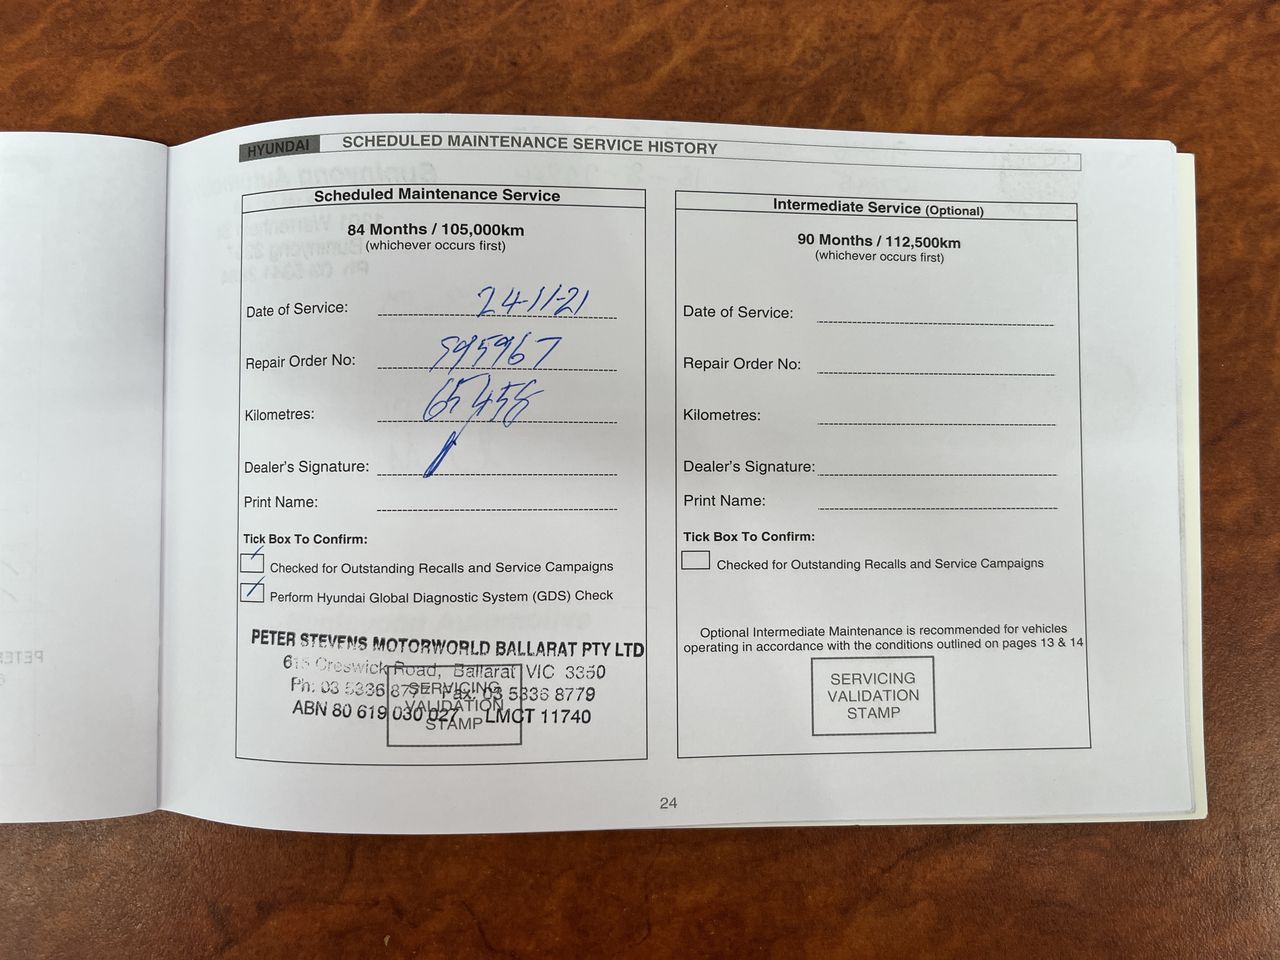 HYUNDAI SCHEDULED MAINTENANCE SERVICE HISTORY
Scheduled Maintenance Service
84 Months / 105,000km
(whichever occurs first)
Date of Service: 24-11-21
Repair Order No: 595967
Kilometres: 65458
Dealer's Signature:
Print Name:
Tick Box To Confirm:
Checked for Outstanding Recalls and Service Campaigns
Perform Hyundai Global Diagnostic System (GDS) Check
PETER STEVENS MOTORWORLD BALLARAT PTY LTD
Creswick Road, Ballarat VIC 3350
Ph: 03 5336 Fax: 03 5336 8779
ABN 80 619 030 027 LMCT 11740
SERVICING
VALIDATION
STAMP
Intermediate Service (Optional)
90 Months / 112,500km
(whichever occurs first)
Date of Service:
Repair Order No:
Kilometres:
Dealer's Signature:
Print Name:
Tick Box To Confirm:
Checked for Outstanding Recalls and Service Campaigns
Optional Intermediate Maintenance is recommended for vehicles
operating in accordance with the conditions outlined on pages 13 & 14
SERVICING
VALIDATION
STAMP
24